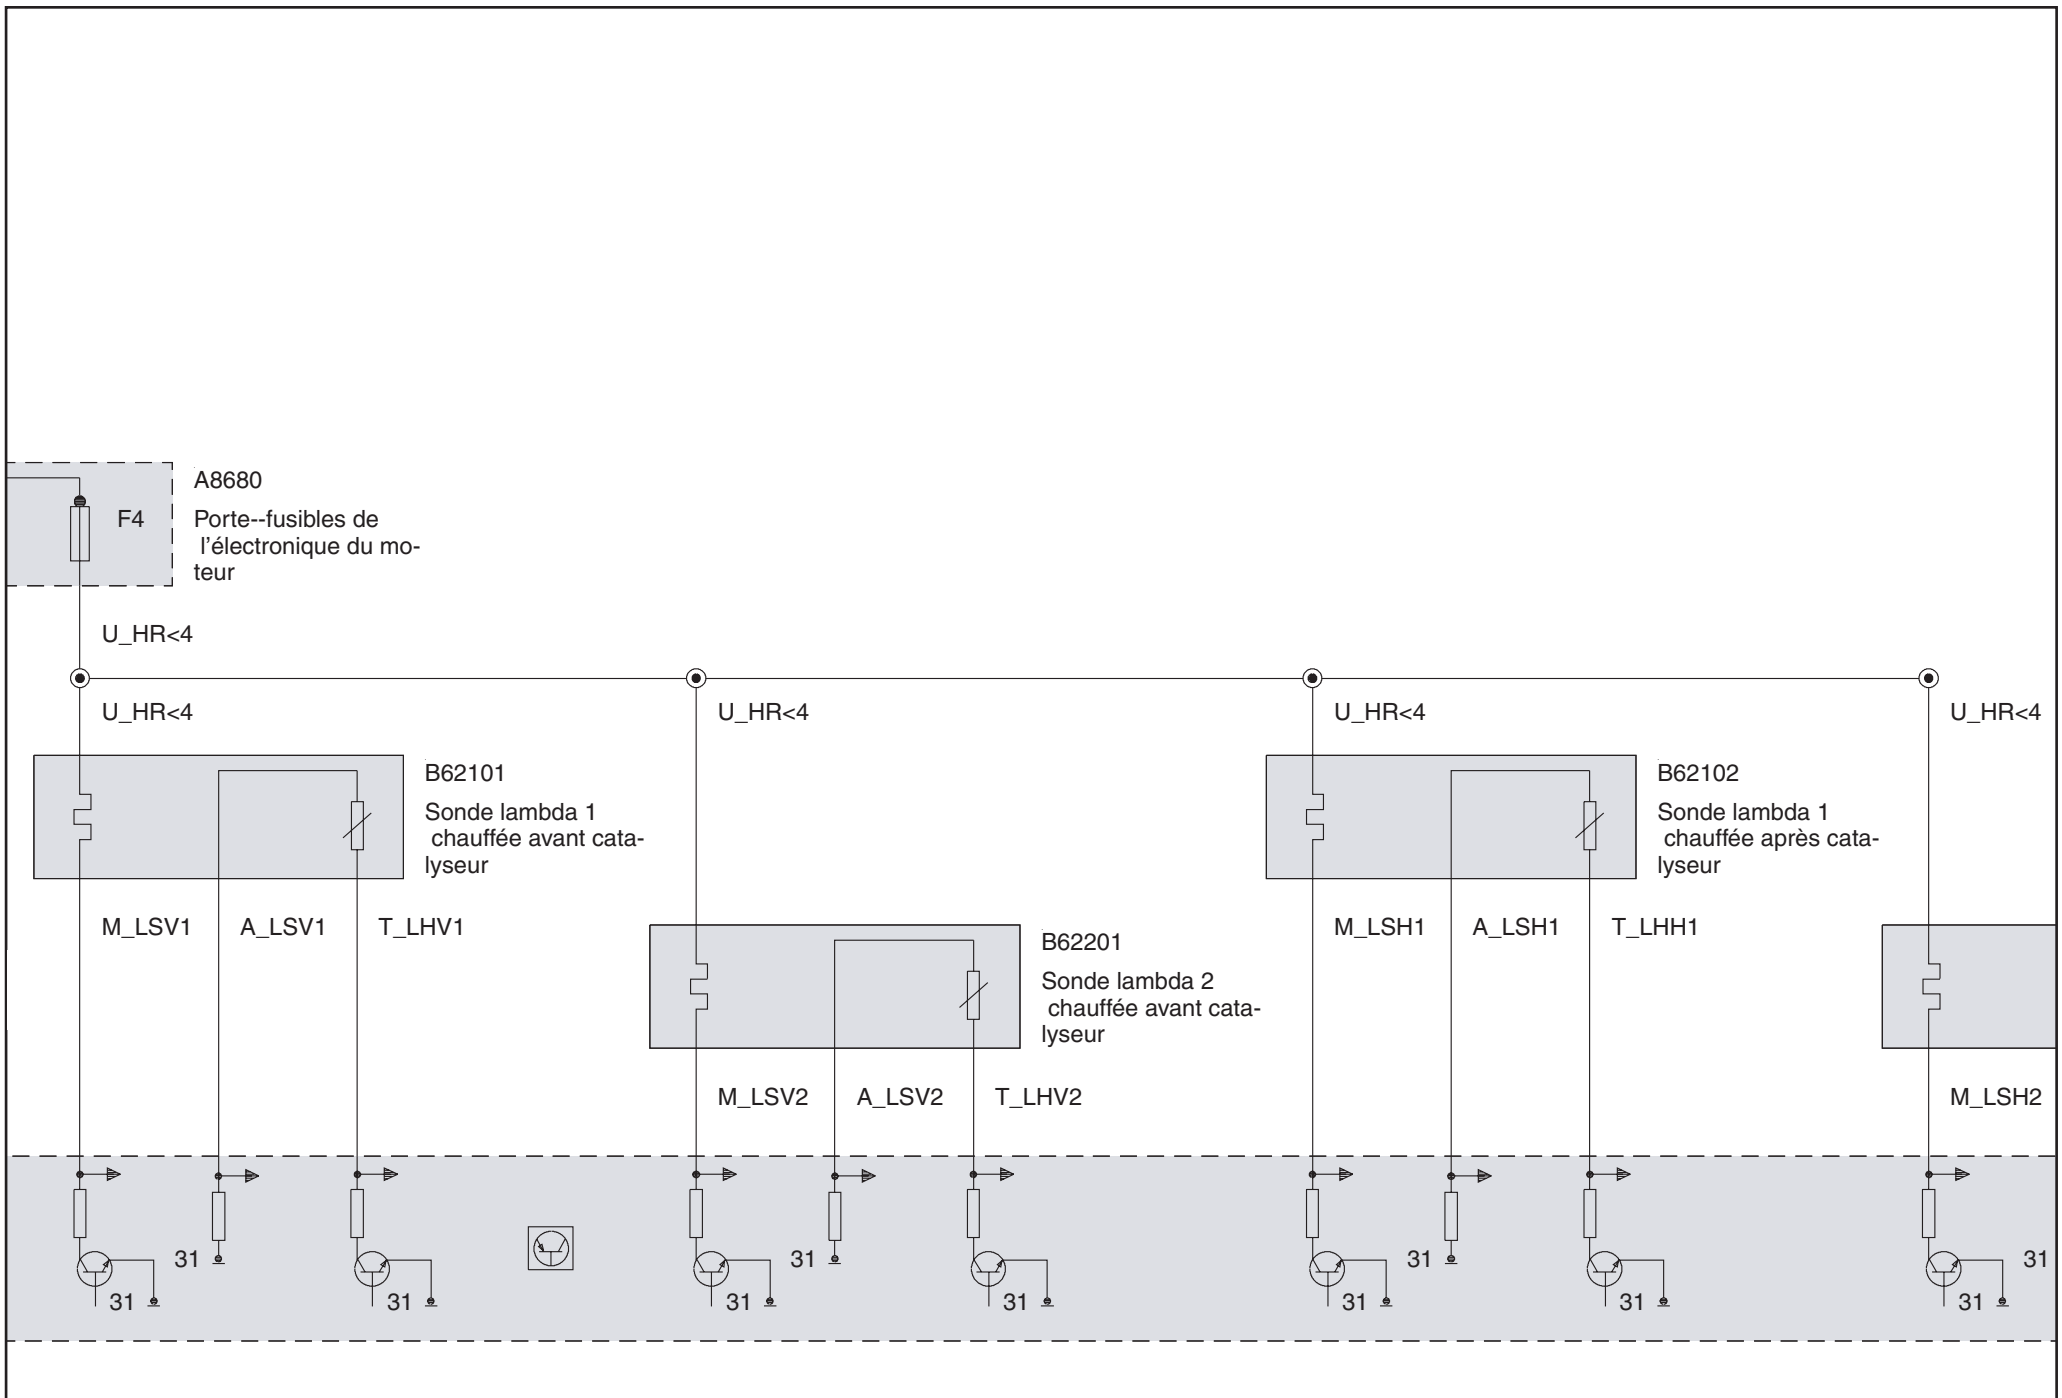 A8680
F4
Porte--fusibles de
l'électronique du mo-
teur
U_HR<4
U_HR<4
U_HR<4
U_HR<4
U_HR<4
B62101
Sonde lambda 1
chauffée avant cata-
lyseur
B62102
Sonde lambda 1
chauffée après cata-
lyseur
M_LSV1
A_LSV1
T_LHV1
B62201
Sonde lambda 2
chauffée avant cata-
lyseur
M_LSH1
A_LSH1
T_LHH1
M_LSV2
A_LSV2
T_LHV2
M_LSH2
31
31
31
31
31
31
31
31
31
31
31